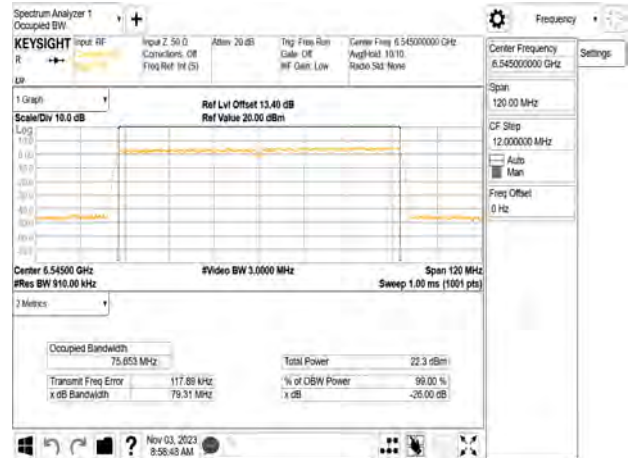 Spectrum Analyzer 1
Occupied BW
Frequency
KEYSIGHT
Input: RF
Input Z: 50 Ω
Corrections: Off
Freq Ref: Int (S)
Atten: 20 dB
Trig: Free Run
Gate: Off
#IF Gain: Low
Center Freq: 6.545000000 GHz
Avg|Hold: 10/10
Radio Std: None
R
Center Frequency
6.545000000 GHz
Settings
Span
120.00 MHz
CF Step
12.000000 MHz
Auto
Man
Freq Offset
0 Hz
1 Graph
Scale/Div 10.0 dB
Ref Lvl Offset 13.40 dB
Ref Value 20.00 dBm
Log
Center 6.54500 GHz
#Res BW 910.00 kHz
#Video BW 3.0000 MHz
Span 120 MHz
Sweep 1.00 ms (1001 pts)
2 Metrics
Occupied Bandwidth
75.653 MHz
Total Power
22.3 dBm
Transmit Freq Error
117.89 kHz
% of OBW Power
99.00 %
x dB Bandwidth
79.31 MHz
x dB
-26.00 dB
Nov 03, 2023
8:58:48 AM